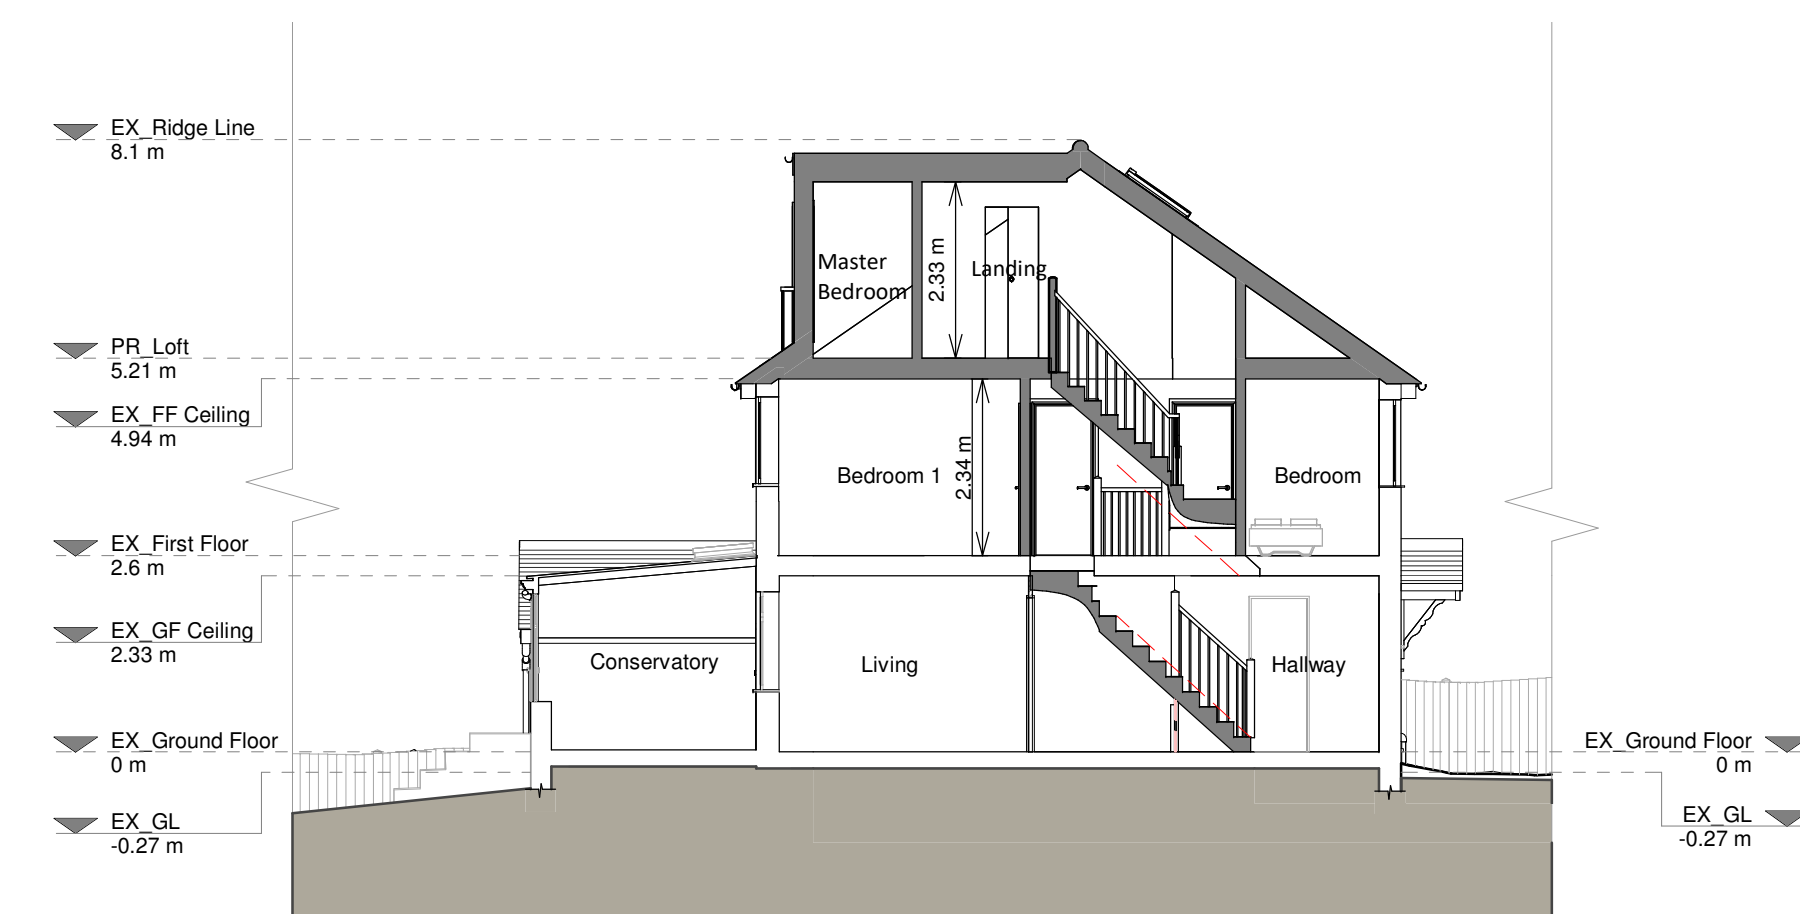 EX_Ridge Line
8.1 m
Master
Bedroom
2.33 m
Landing
PR_Loft
5.21 m
EX_FF Ceiling
4.94 m
Bedroom 1
2.34 m
Bedroom
EX_First Floor
2.6 m
EX_GF Ceiling
2.33 m
Conservatory
Living
Hallway
EX_Ground Floor
0 m
EX_Ground Floor
0 m
EX_GL
-0.27 m
EX_GL
-0.27 m